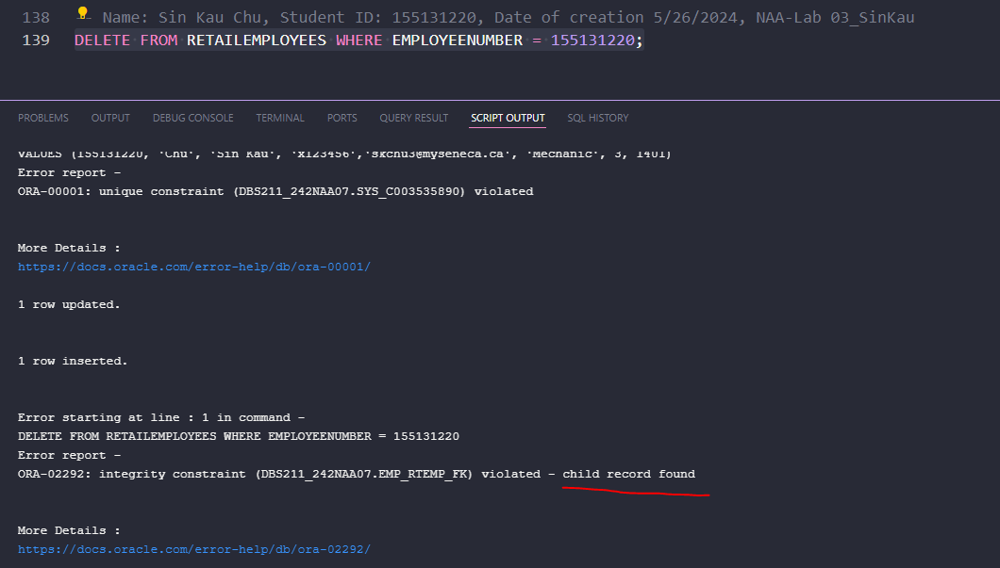 138 -- Name: Sin Kau Chu, Student ID: 155131220, Date of creation 5/26/2024, NAA-Lab 03_SinKau
139 DELETE FROM RETAILEMPLOYEES WHERE EMPLOYEENUMBER = 155131220;
PROBLEMS OUTPUT DEBUG CONSOLE TERMINAL PORTS QUERY RESULT SCRIPT OUTPUT SQL HISTORY
VALUES (155131220, 'Chu', 'Sin Kau', 'x123456','skchu3@myseneca.ca', 'Mechanic', 3, 1401)
Error report -
ORA-00001: unique constraint (DBS211_242NAA07.SYS_C003535890) violated
More Details :
https://docs.oracle.com/error-help/db/ora-00001/
1 row updated.
1 row inserted.
Error starting at line : 1 in command -
DELETE FROM RETAILEMPLOYEES WHERE EMPLOYEENUMBER = 155131220
Error report -
ORA-02292: integrity constraint (DBS211_242NAA07.EMP_RTEMP_FK) violated - child record found
More Details :
https://docs.oracle.com/error-help/db/ora-02292/